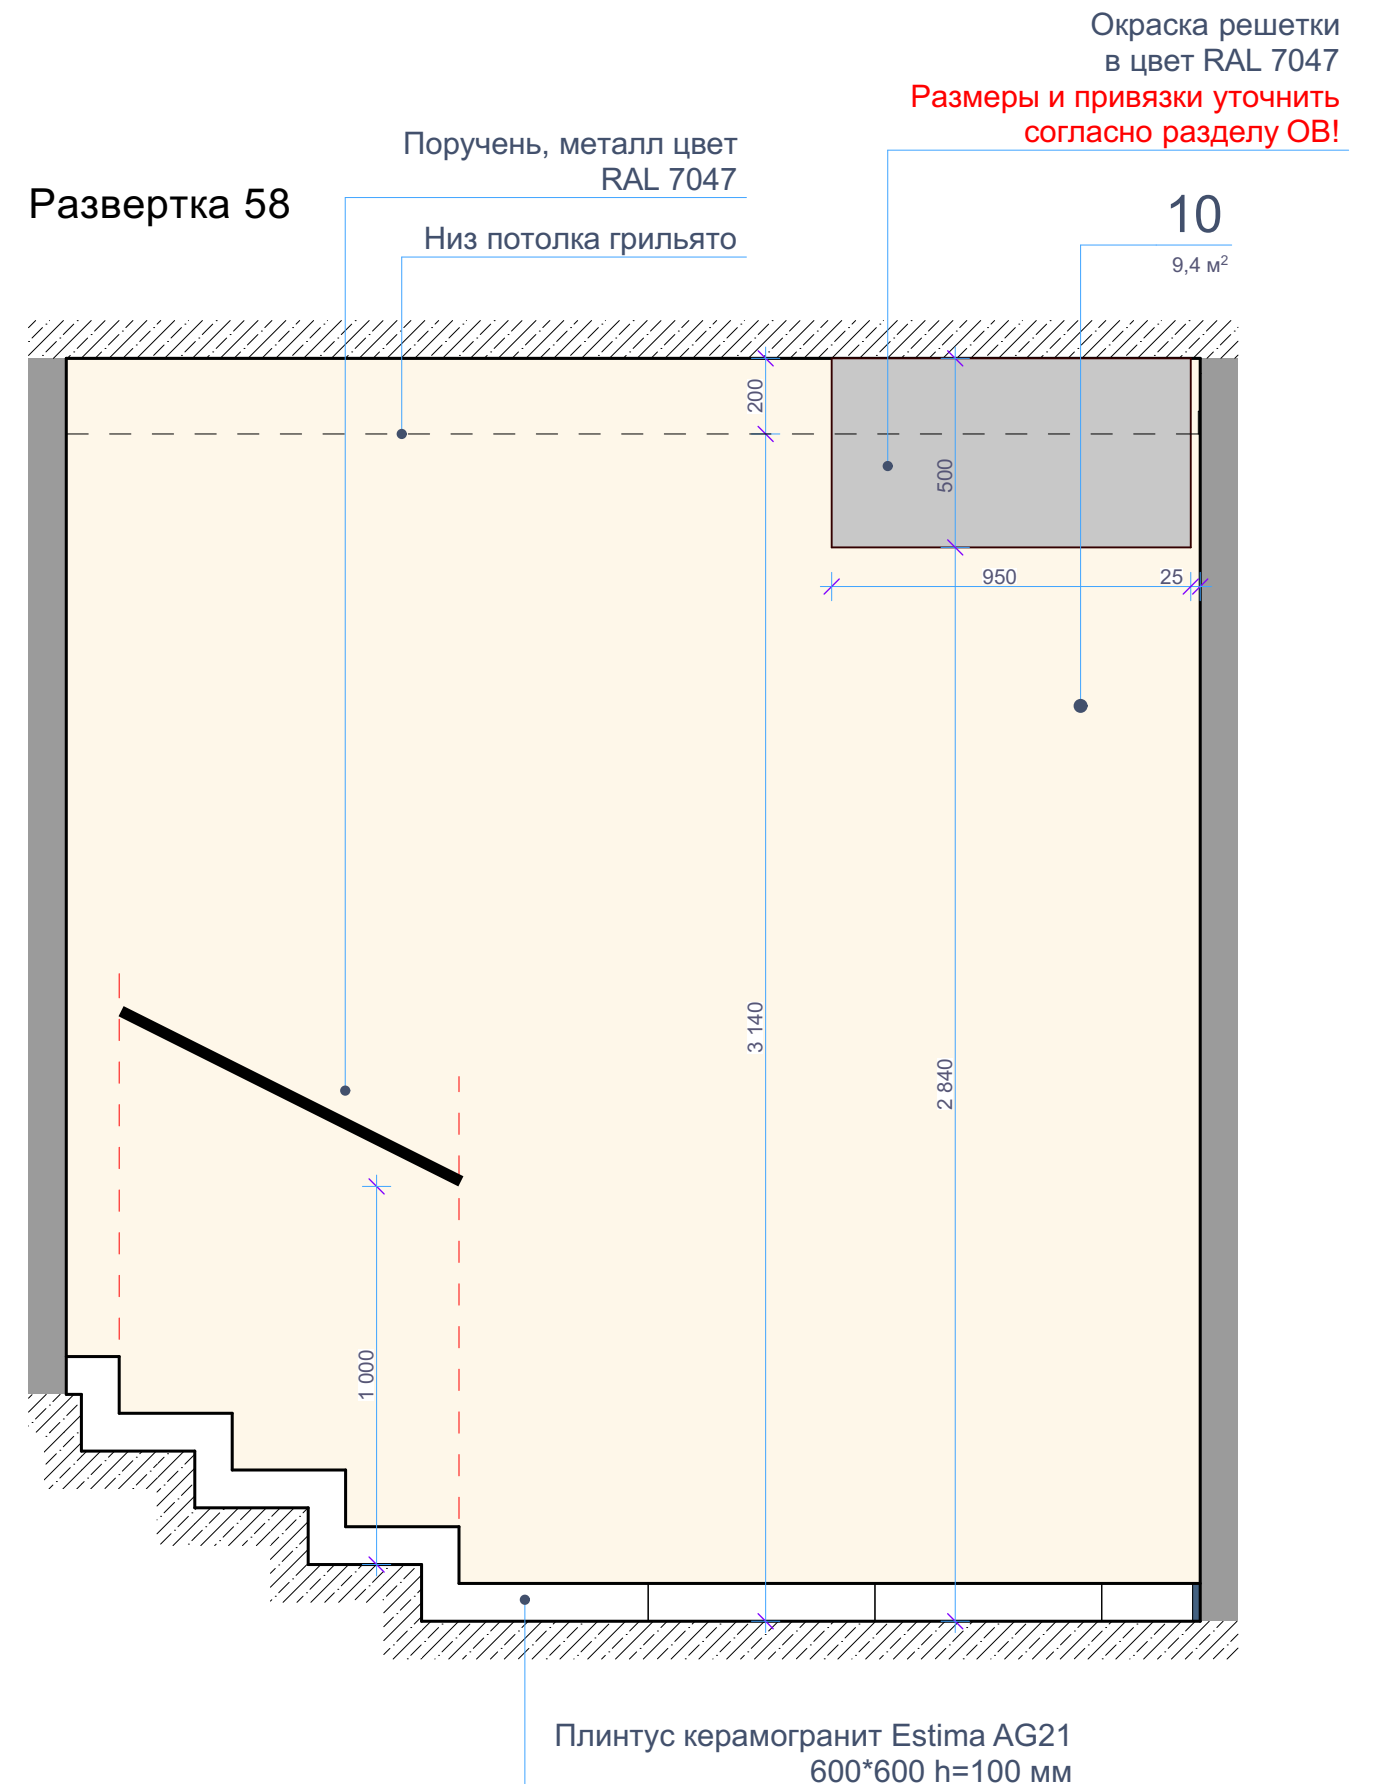 Окраска решетки
в цвет RAL 7047
Размеры и привязки уточнить
согласно разделу ОВ!
Поручень, металл цвет
RAL 7047
Развертка 58
Низ потолка грильято
10
9,4 м²
200
500
950
25
3 140
2 840
1 000
Плинтус керамогранит Estima AG21
600*600 h=100 мм